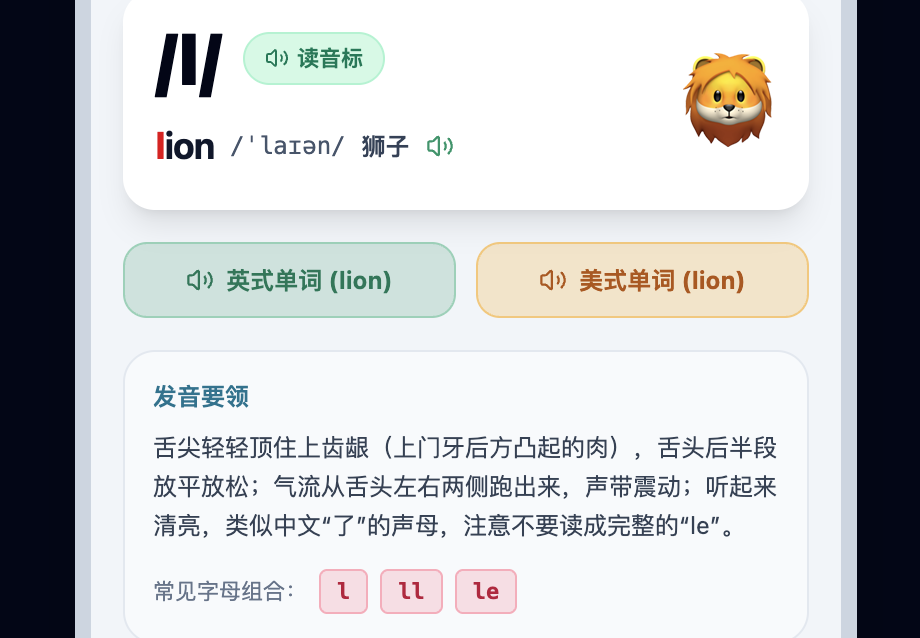 /l/ 读音标
lion /ˈlaɪən/ 狮子
英式单词 (lion) 美式单词 (lion)
发音要领
舌尖轻轻顶住上齿龈（上门牙后方凸起的肉），舌头后半段
放平放松；气流从舌头左右两侧跑出来，声带震动；听起来
清亮，类似中文“了”的声母，注意不要读成完整的“le”。
常见字母组合： l ll le